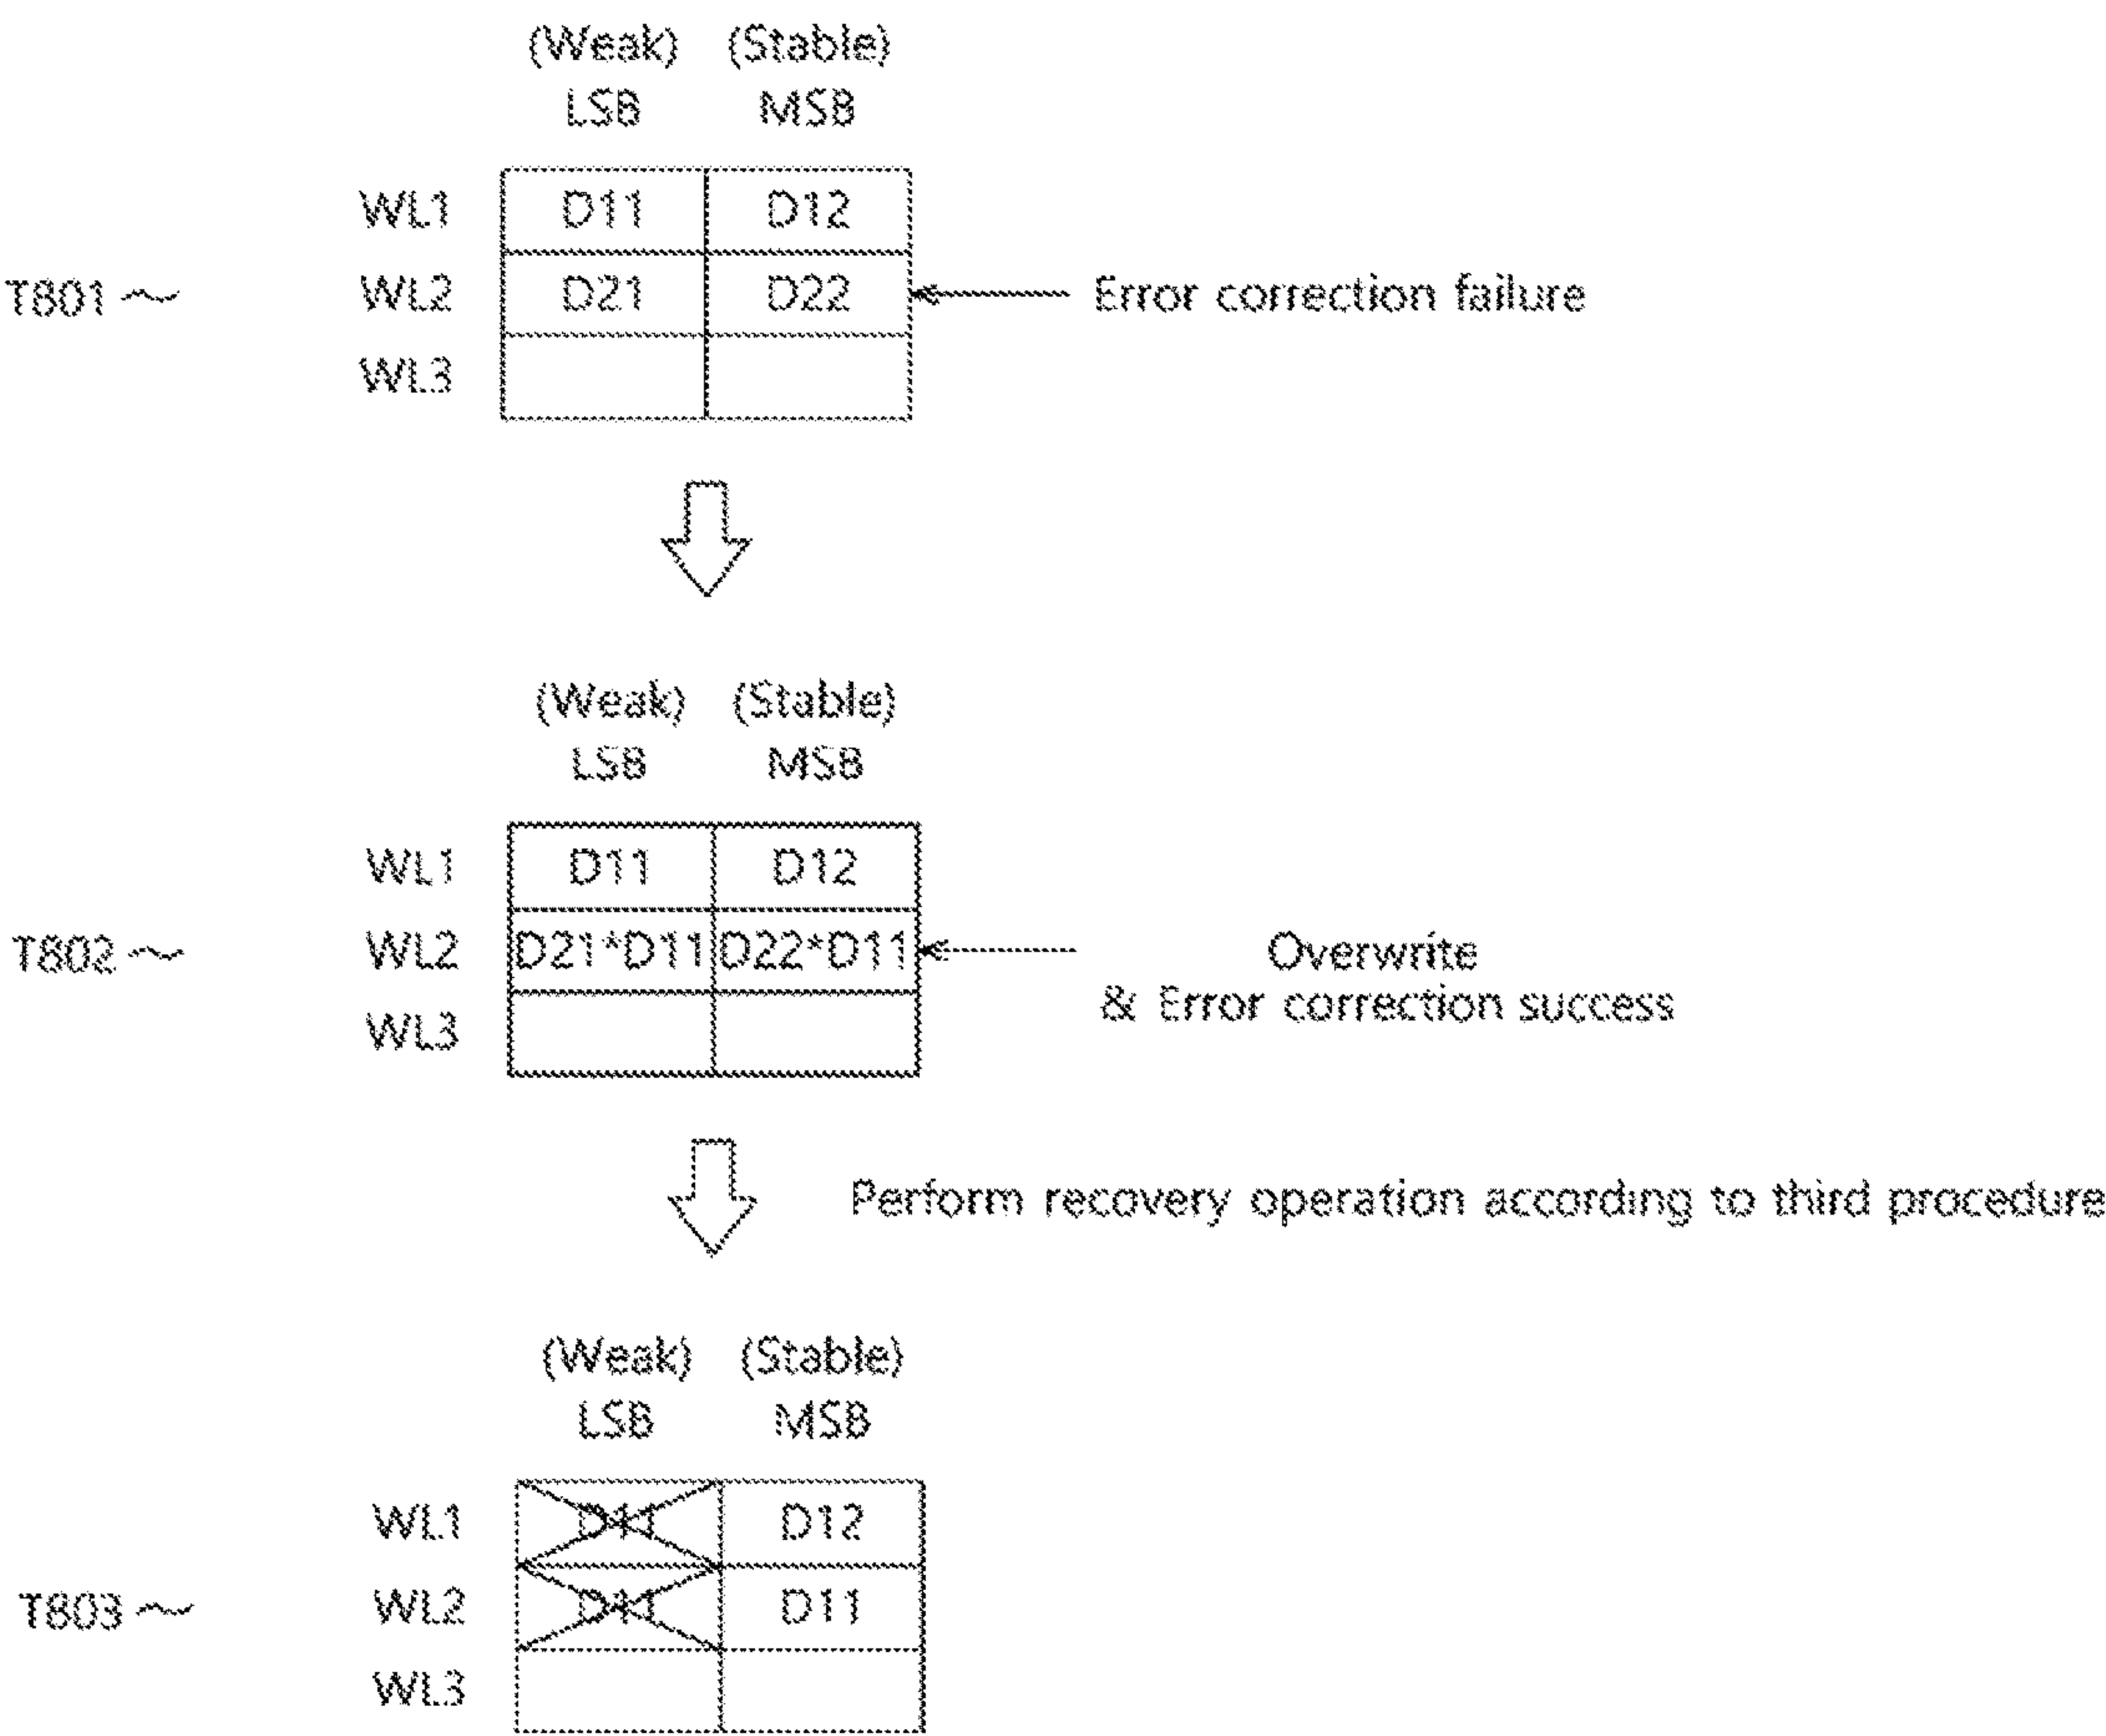 (Weak) (Stable)
LSB MSB
WL1 D11 D12
T801 WL2 D21 D22 Error correction failure
WL3
(Weak) (Stable)
LSB MSB
WL1 D11 D12
T802 WL2 D21*D11 D22*D11 Overwrite
& Error correction success
WL3
Perform recovery operation according to third procedure
(Weak) (Stable)
LSB MSB
WL1 D11 D12
T803 WL2 D11 D11
WL3